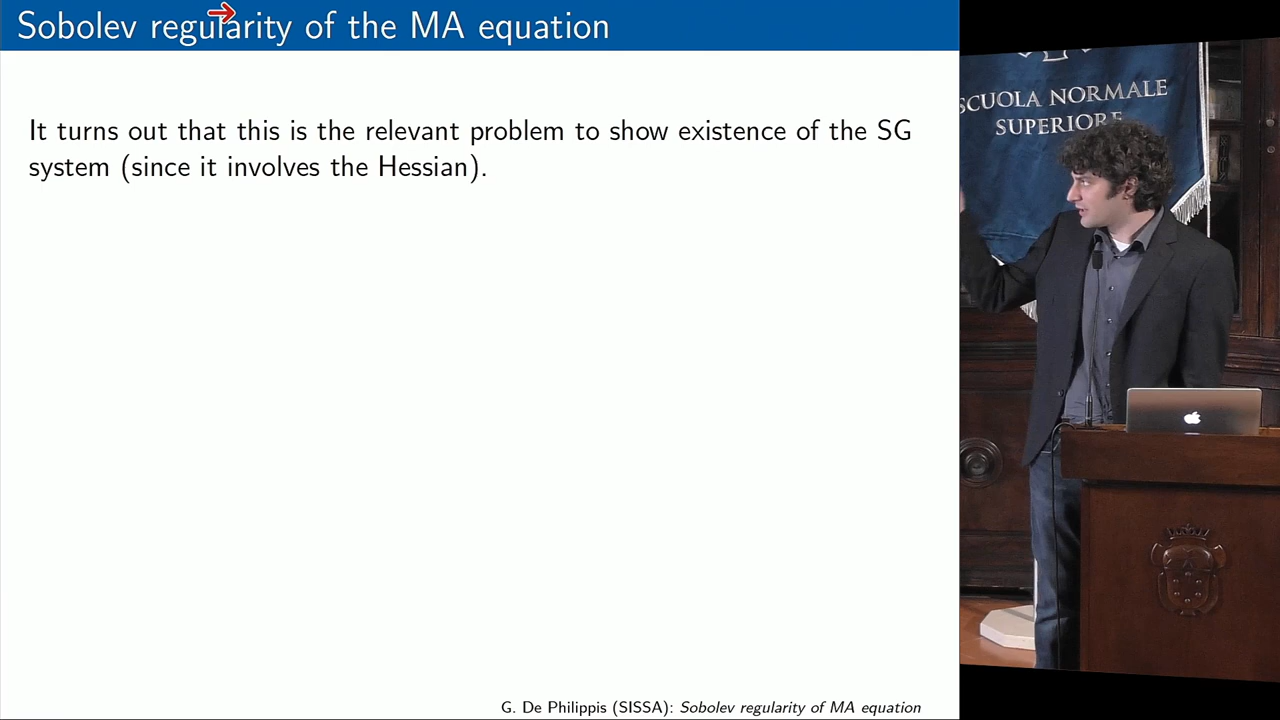 Sobolev regularity of the MA equation
It turns out that this is the relevant problem to show existence of the SG
system (since it involves the Hessian).
G. De Philippis (SISSA): Sobolev regularity of MA equation
SCUOLA NORMALE
SUPERIORE